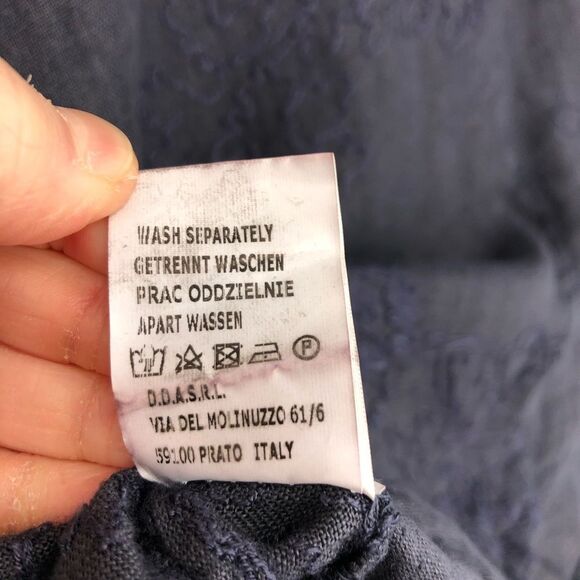 WASH SEPARATELY
GETRENNT WASCHEN
PRAC ODDZIELNIE
APART WASSEN
P
D.D.A.S.R.L.
VIA DEL MOLINUZZO 61/6
59100 PRATO ITALY